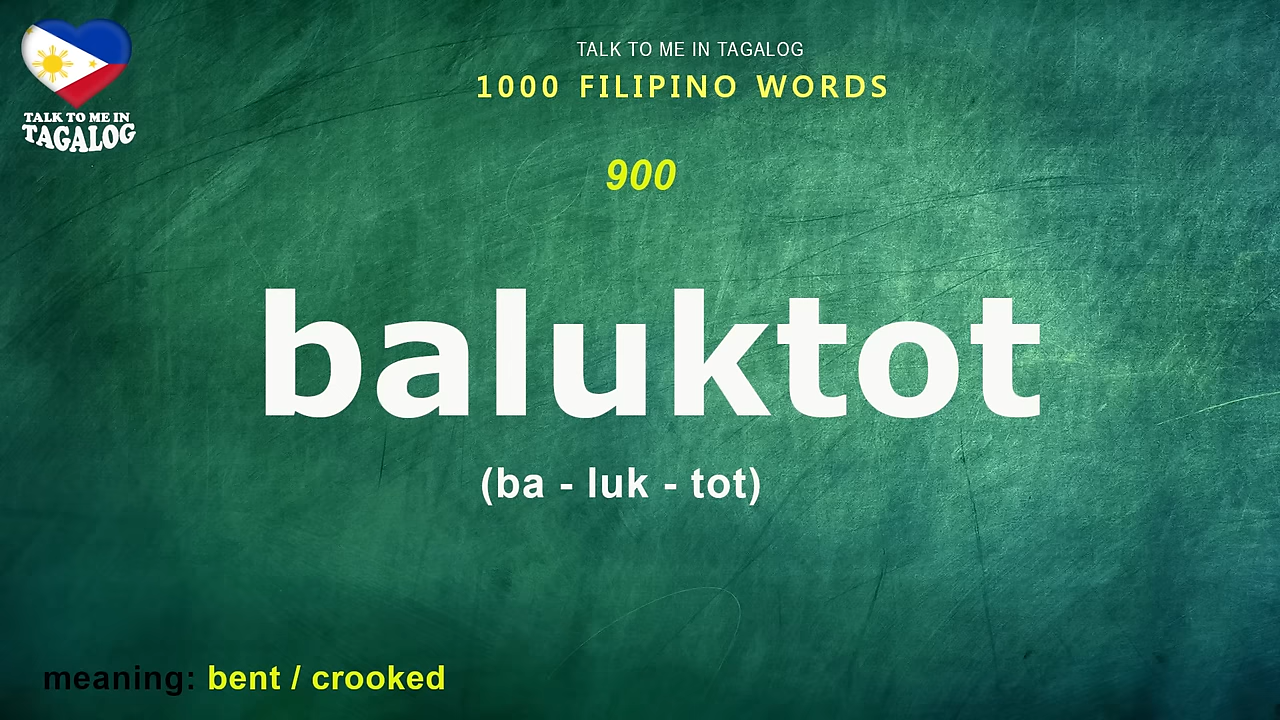 TALK TO ME IN
TAGALOG
TALK TO ME IN TAGALOG
1000 FILIPINO WORDS
900
baluktot
(ba - luk - tot)
meaning: bent / crooked